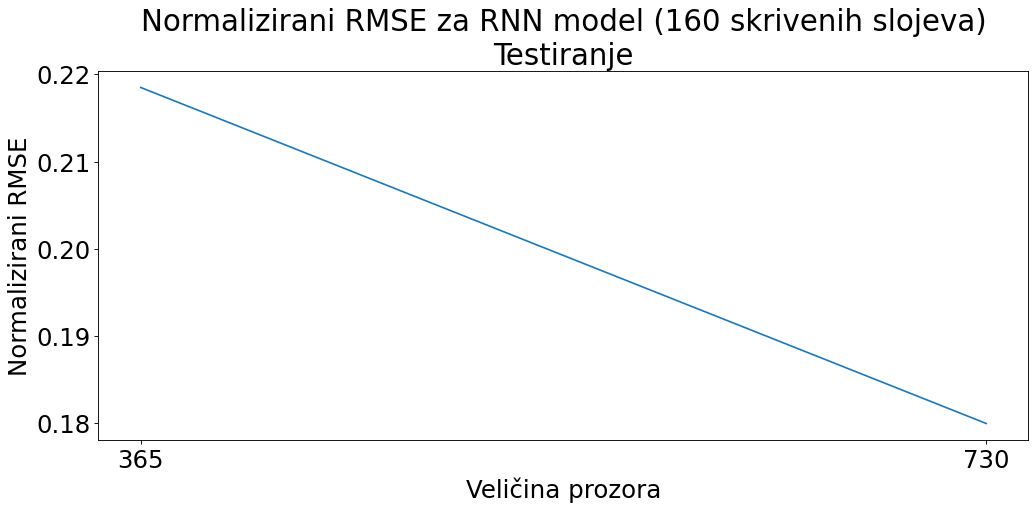 Normalizirani RMSE za RNN model (160 skrivenih slojeva)
Testiranje
Normalizirani RMSE
0.22
0.21
0.20
0.19
0.18
365
730
Veličina prozora